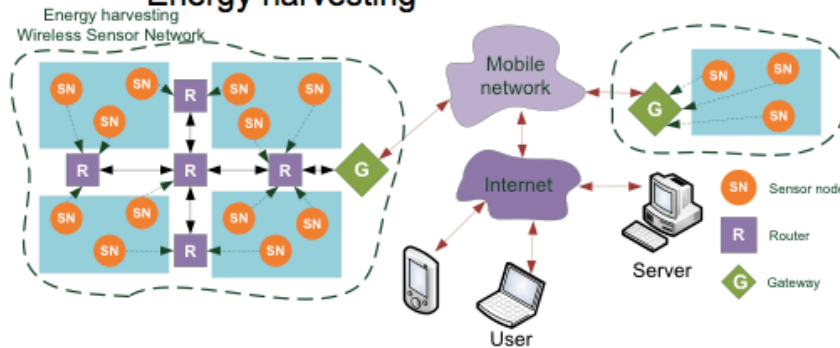 Energy harvesting
Energy harvesting
Wireless Sensor Network
SN
SN
R
SN
SN
SN
SN
SN
R
R
R
G
SN
SN
SN
SN
R
SN
Mobile
network
Internet
SN
SN
G
SN
Server
User
SN
Sensor node
R
Router
G
Gateway